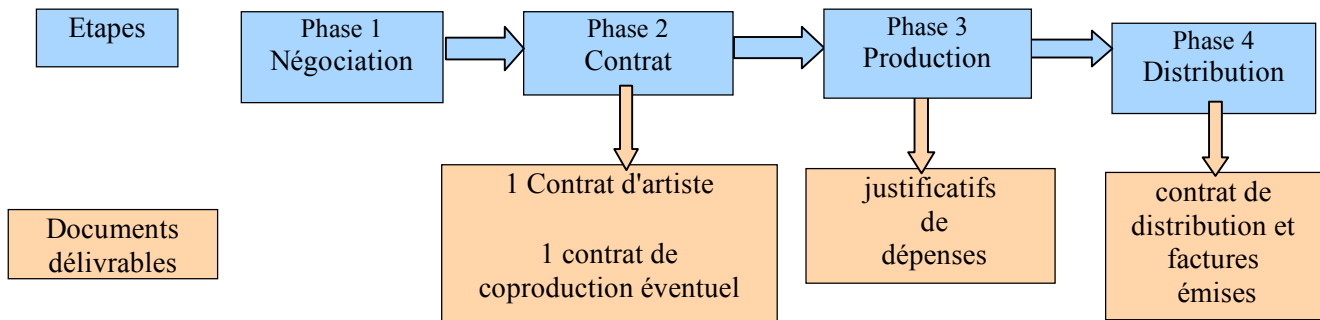 Etapes
Phase 1
Négociation
Phase 2
Contrat
Phase 3
Production
Phase 4
Distribution
Documents
délivrables
1 Contrat d'artiste
1 contrat de
coproduction éventuel
justificatifs
de
dépenses
contrat de
distribution et
factures
émises